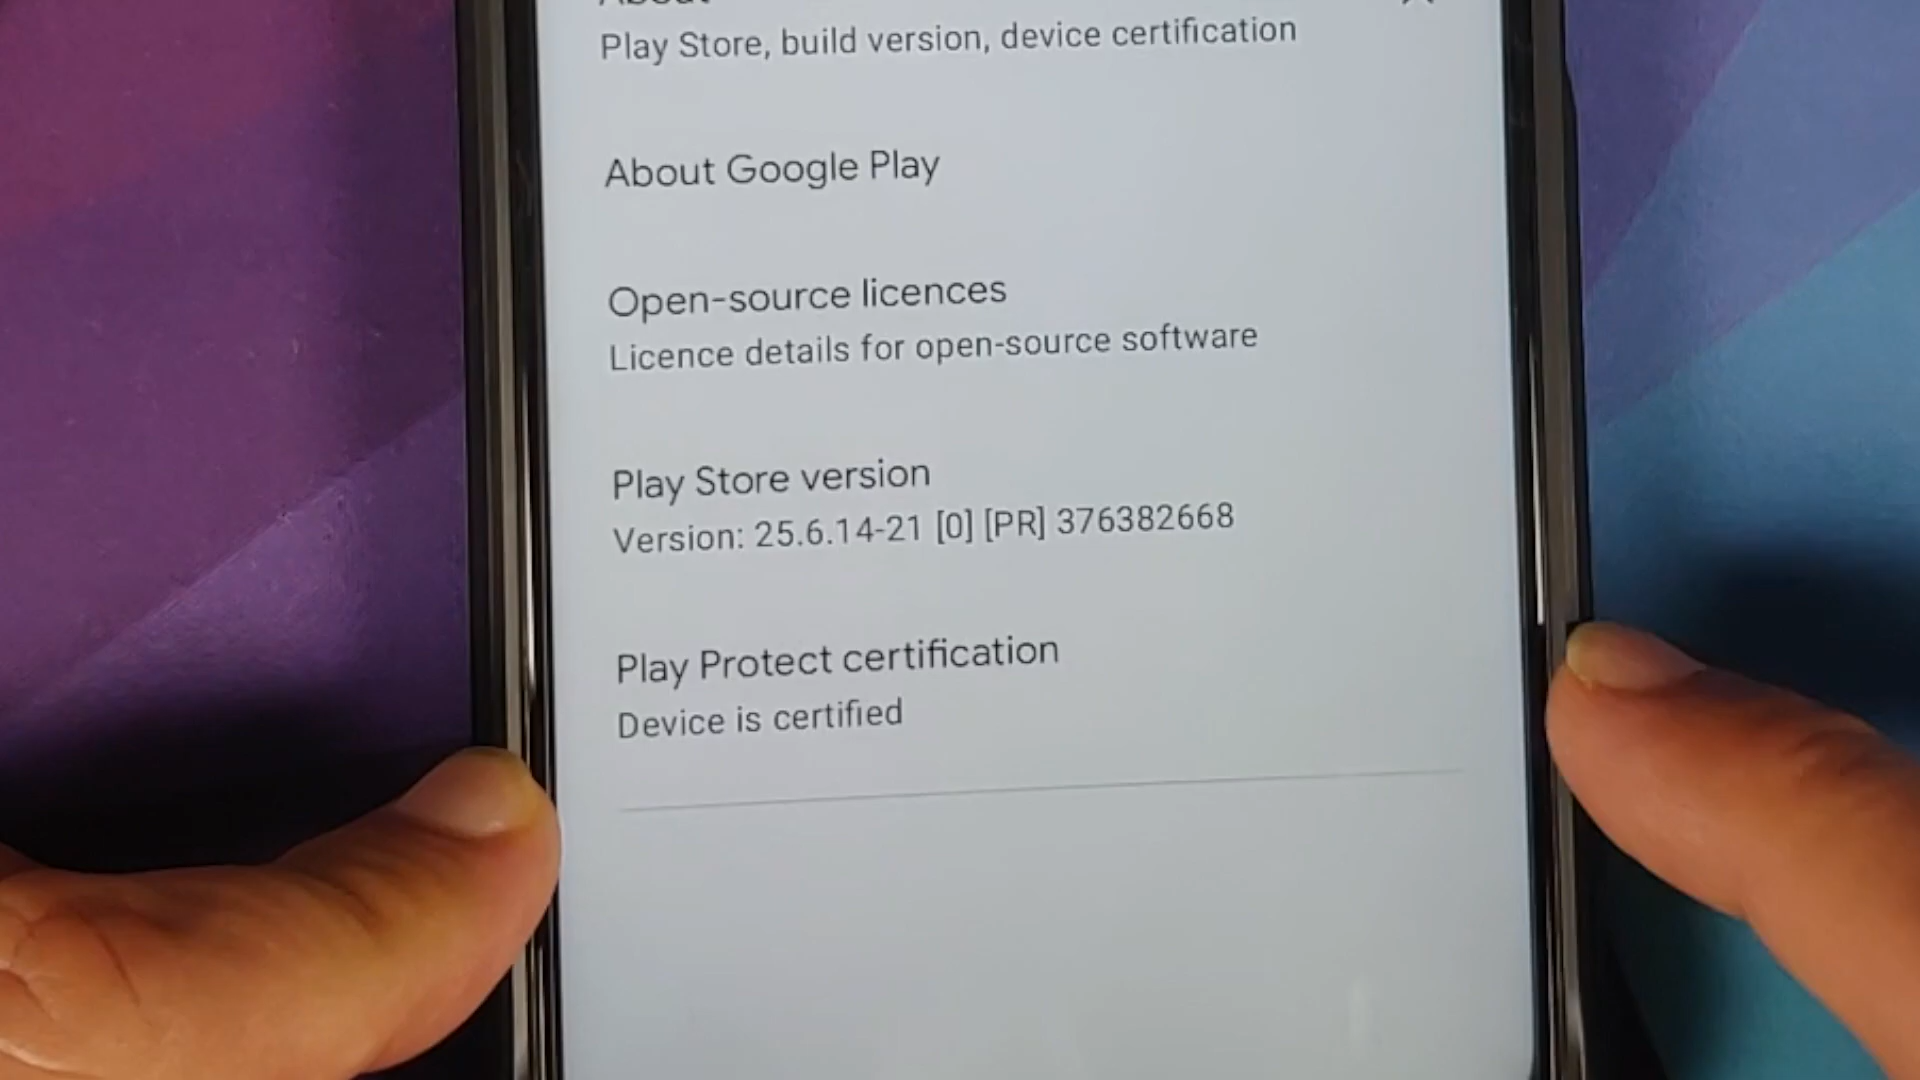 About
Play Store, build version, device certification
About Google Play
Open-source licences
Licence details for open-source software
Play Store version
Version: 25.6.14-21 [0] [PR] 376382668
Play Protect certification
Device is certified